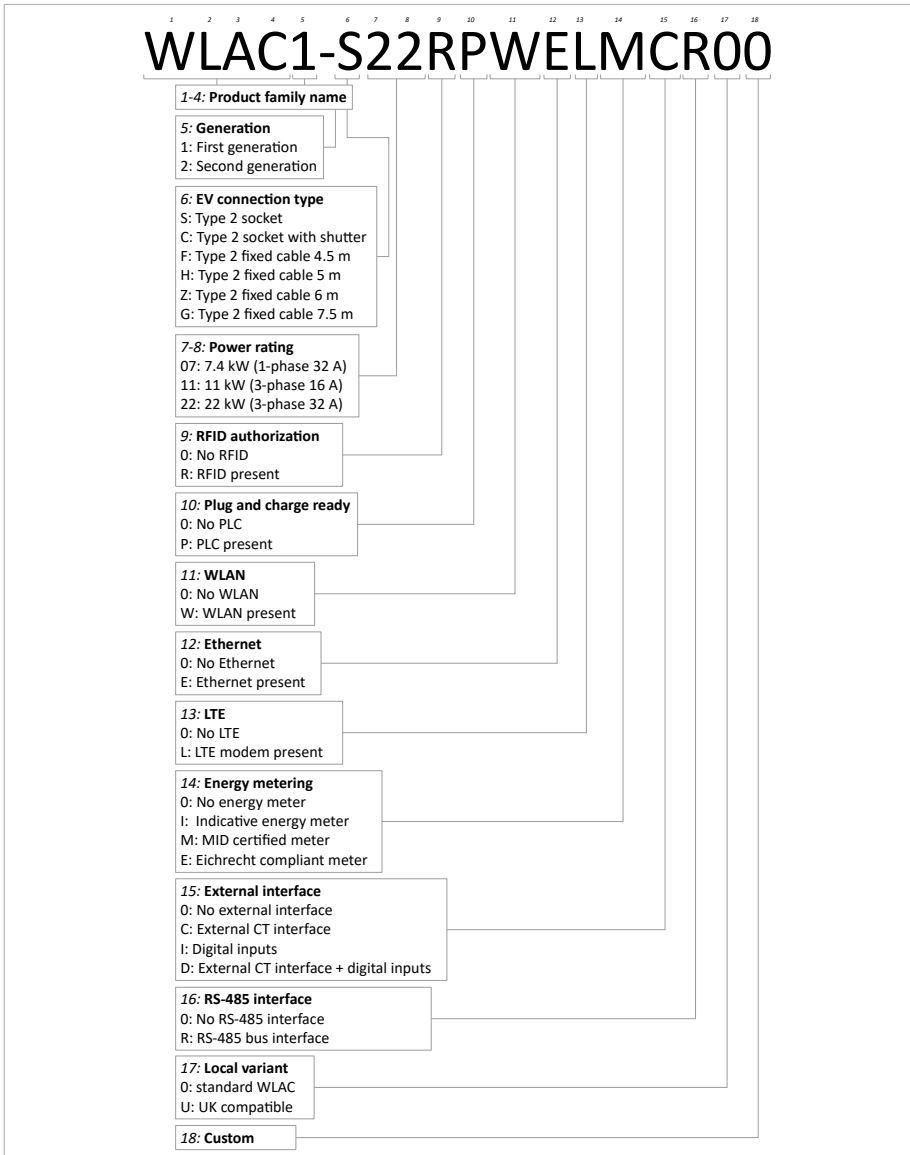 1 2 3 4 5 6 7 8 9 10 11 12 13 14 15 16 17 18
WLAC1-S22RPWELMCR00
1-4: Product family name
5: Generation
1: First generation
2: Second generation
6: EV connection type
S: Type 2 socket
C: Type 2 socket with shutter
F: Type 2 fixed cable 4.5 m
H: Type 2 fixed cable 5 m
Z: Type 2 fixed cable 6 m
G: Type 2 fixed cable 7.5 m
7-8: Power rating
07: 7.4 kW (1-phase 32 A)
11: 11 kW (3-phase 16 A)
22: 22 kW (3-phase 32 A)
9: RFID authorization
0: No RFID
R: RFID present
10: Plug and charge ready
0: No PLC
P: PLC present
11: WLAN
0: No WLAN
W: WLAN present
12: Ethernet
0: No Ethernet
E: Ethernet present
13: LTE
0: No LTE
L: LTE modem present
14: Energy metering
0: No energy meter
I: Indicative energy meter
M: MID certified meter
E: Eichrecht compliant meter
15: External interface
0: No external interface
C: External CT interface
I: Digital inputs
D: External CT interface + digital inputs
16: RS-485 interface
0: No RS-485 interface
R: RS-485 bus interface
17: Local variant
0: standard WLAC
U: UK compatible
18: Custom